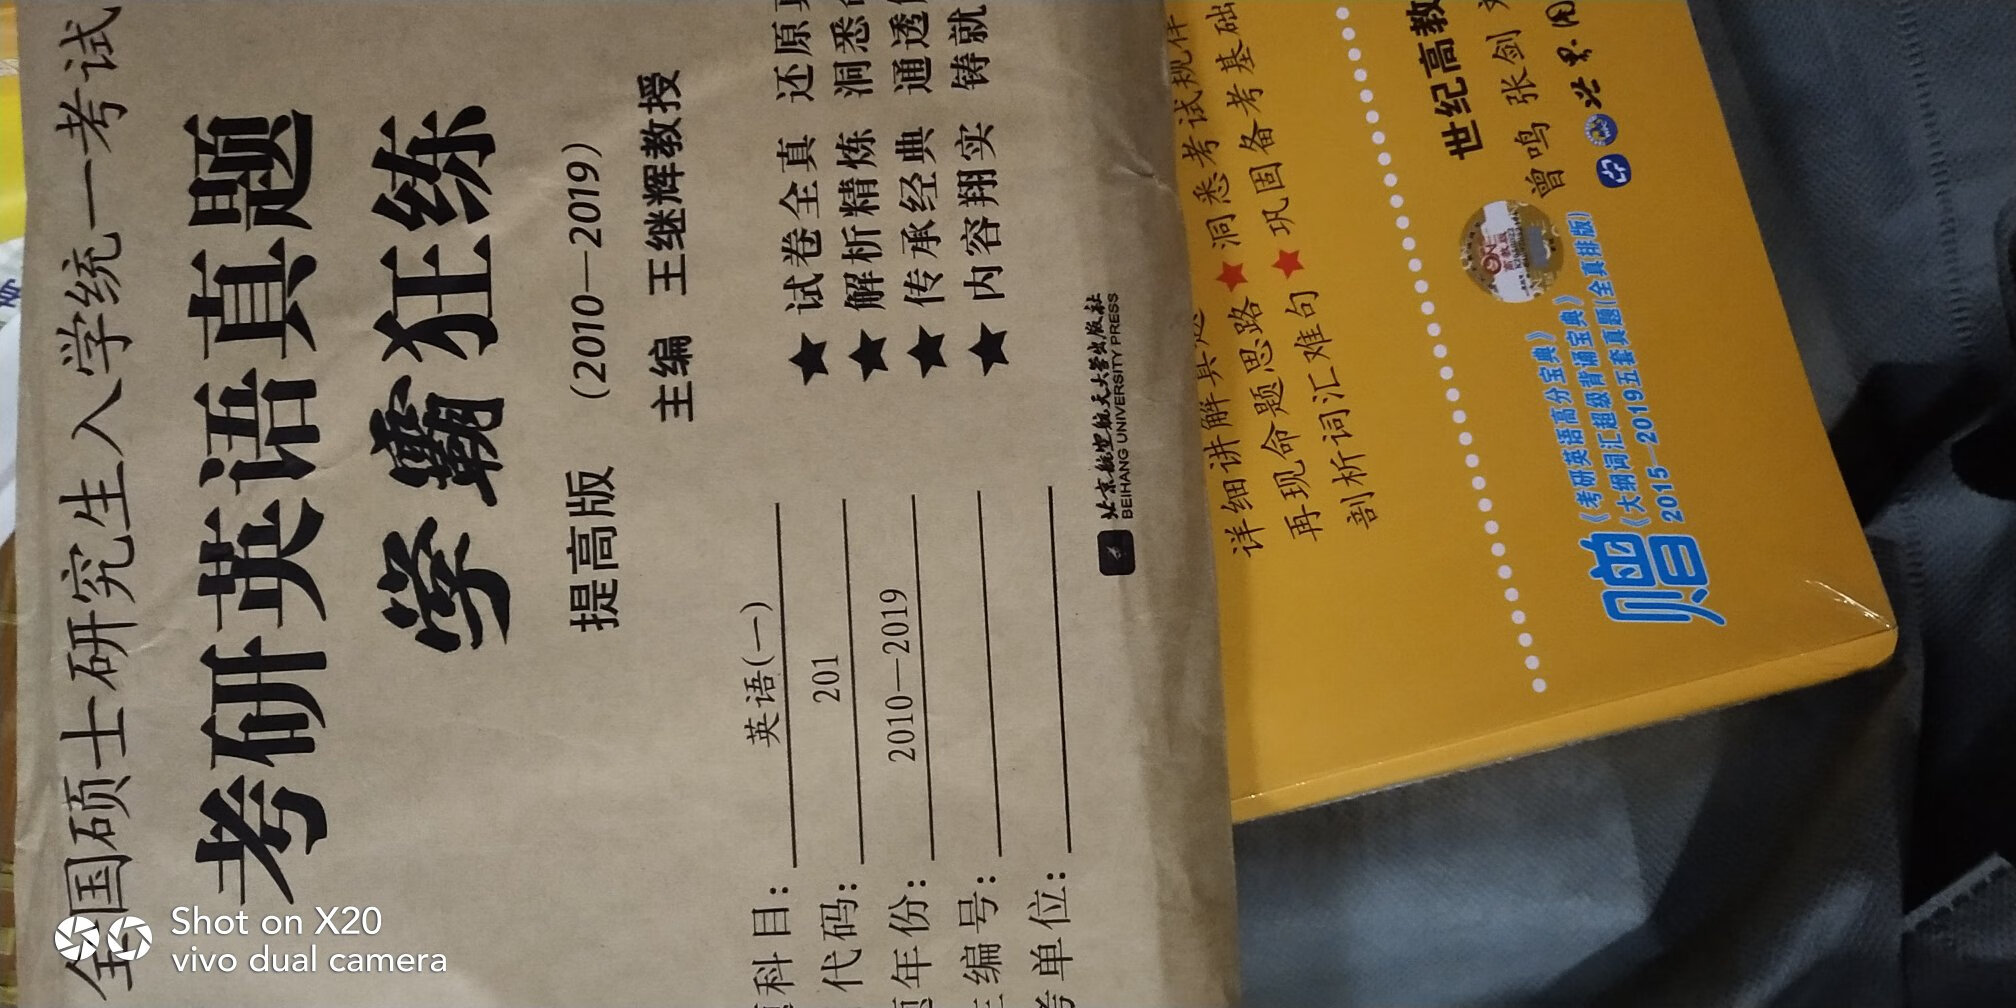 全国硕士研究生入学统一考试
考研英语真题
学霸狂练
提高版 (2010—2019)
主编 王继辉教授
科目: 英语(一)
代码: 201
年份: 2010—2019
编号:
单位:
★ 试卷全真 还原
★ 解析精炼 洞悉
★ 传承经典 通透
★ 内容翔实 铸就
北京航空航天大学出版社
BEIHANG UNIVERSITY PRESS
详细讲解真题 ★ 洞悉考试规律
再现命题思路 ★ 巩固备考基础
剖析词汇难句
世纪高教
曾鸣 张剑
赠
《考研英语高分宝典》
《大纲词汇超级背诵宝典》
2015—2019五套真题(全真排版)
Shot on X20
vivo dual camera